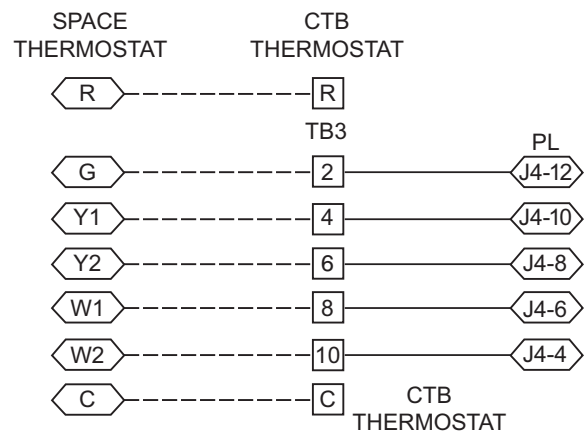 SPACE THERMOSTAT
CTB THERMOSTAT
R R
TB3
PL
G 2 J4-12
Y1 4 J4-10
Y2 6 J4-8
W1 8 J4-6
W2 10 J4-4
C C
CTB THERMOSTAT